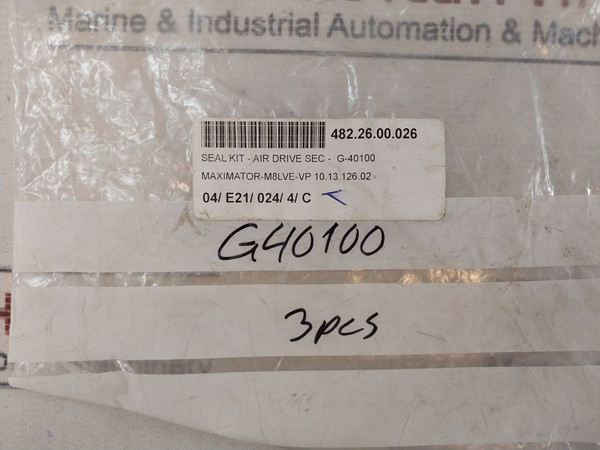 Marine & Industrial Automation & Mach
482.26.00.026
SEAL KIT - AIR DRIVE SEC - G-40100
MAXIMATOR-M8LVE-VP 10.13.126.02
04/ E21/ 024/ 4/ C
G40100
3pcs